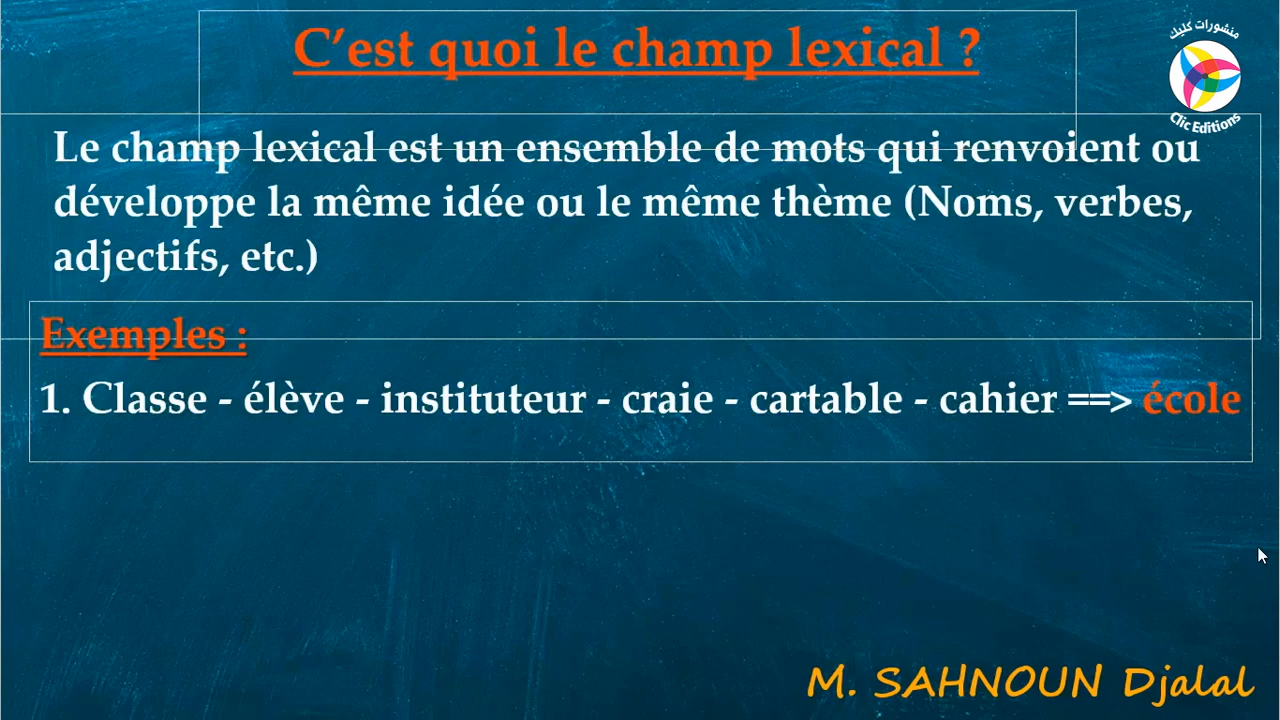 C’est quoi le champ lexical ?
منشورات كليك
Clic Editions
Le champ lexical est un ensemble de mots qui renvoient ou
développe la même idée ou le même thème (Noms, verbes,
adjectifs, etc.)
Exemples :
1. Classe - élève - instituteur - craie - cartable - cahier ==> école
M. SAHNOUN Djalal